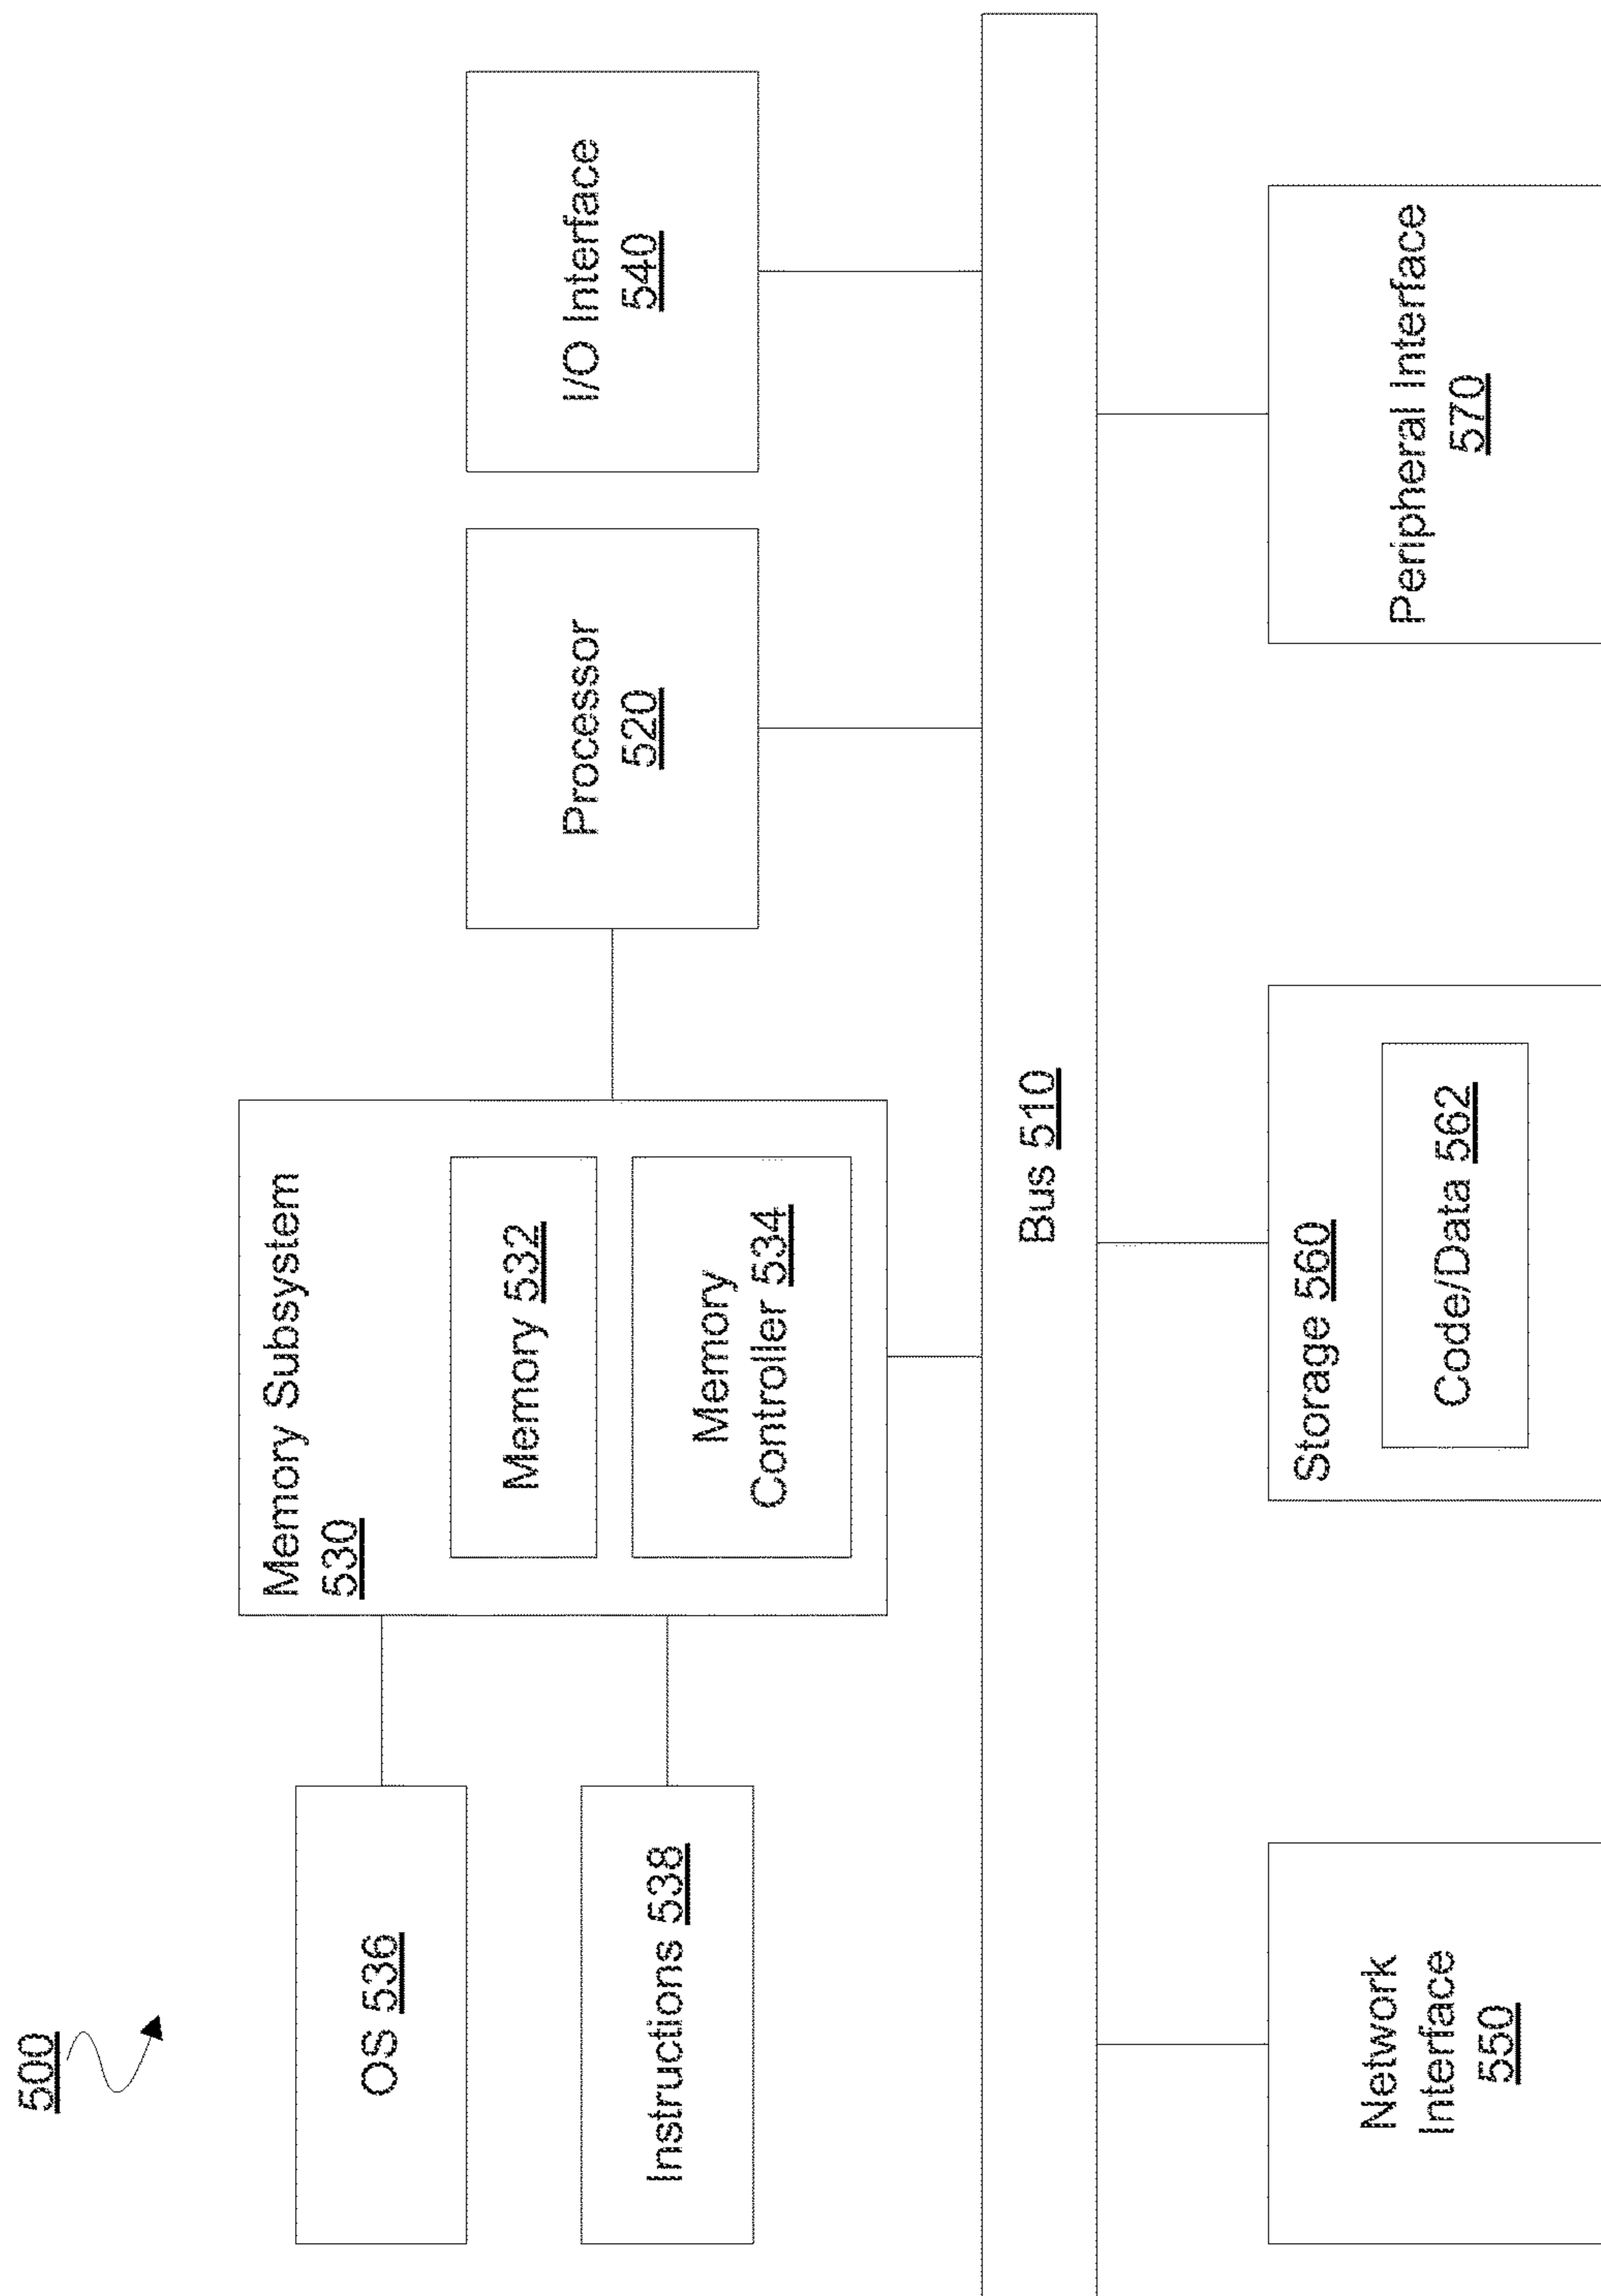 500
OS 536
Instructions 538
Memory Subsystem
530
Memory 532
Memory
Controller 534
Processor
520
I/O Interface
540
Bus 510
Network
Interface
550
Storage 560
Code/Data 562
Peripheral Interface
570